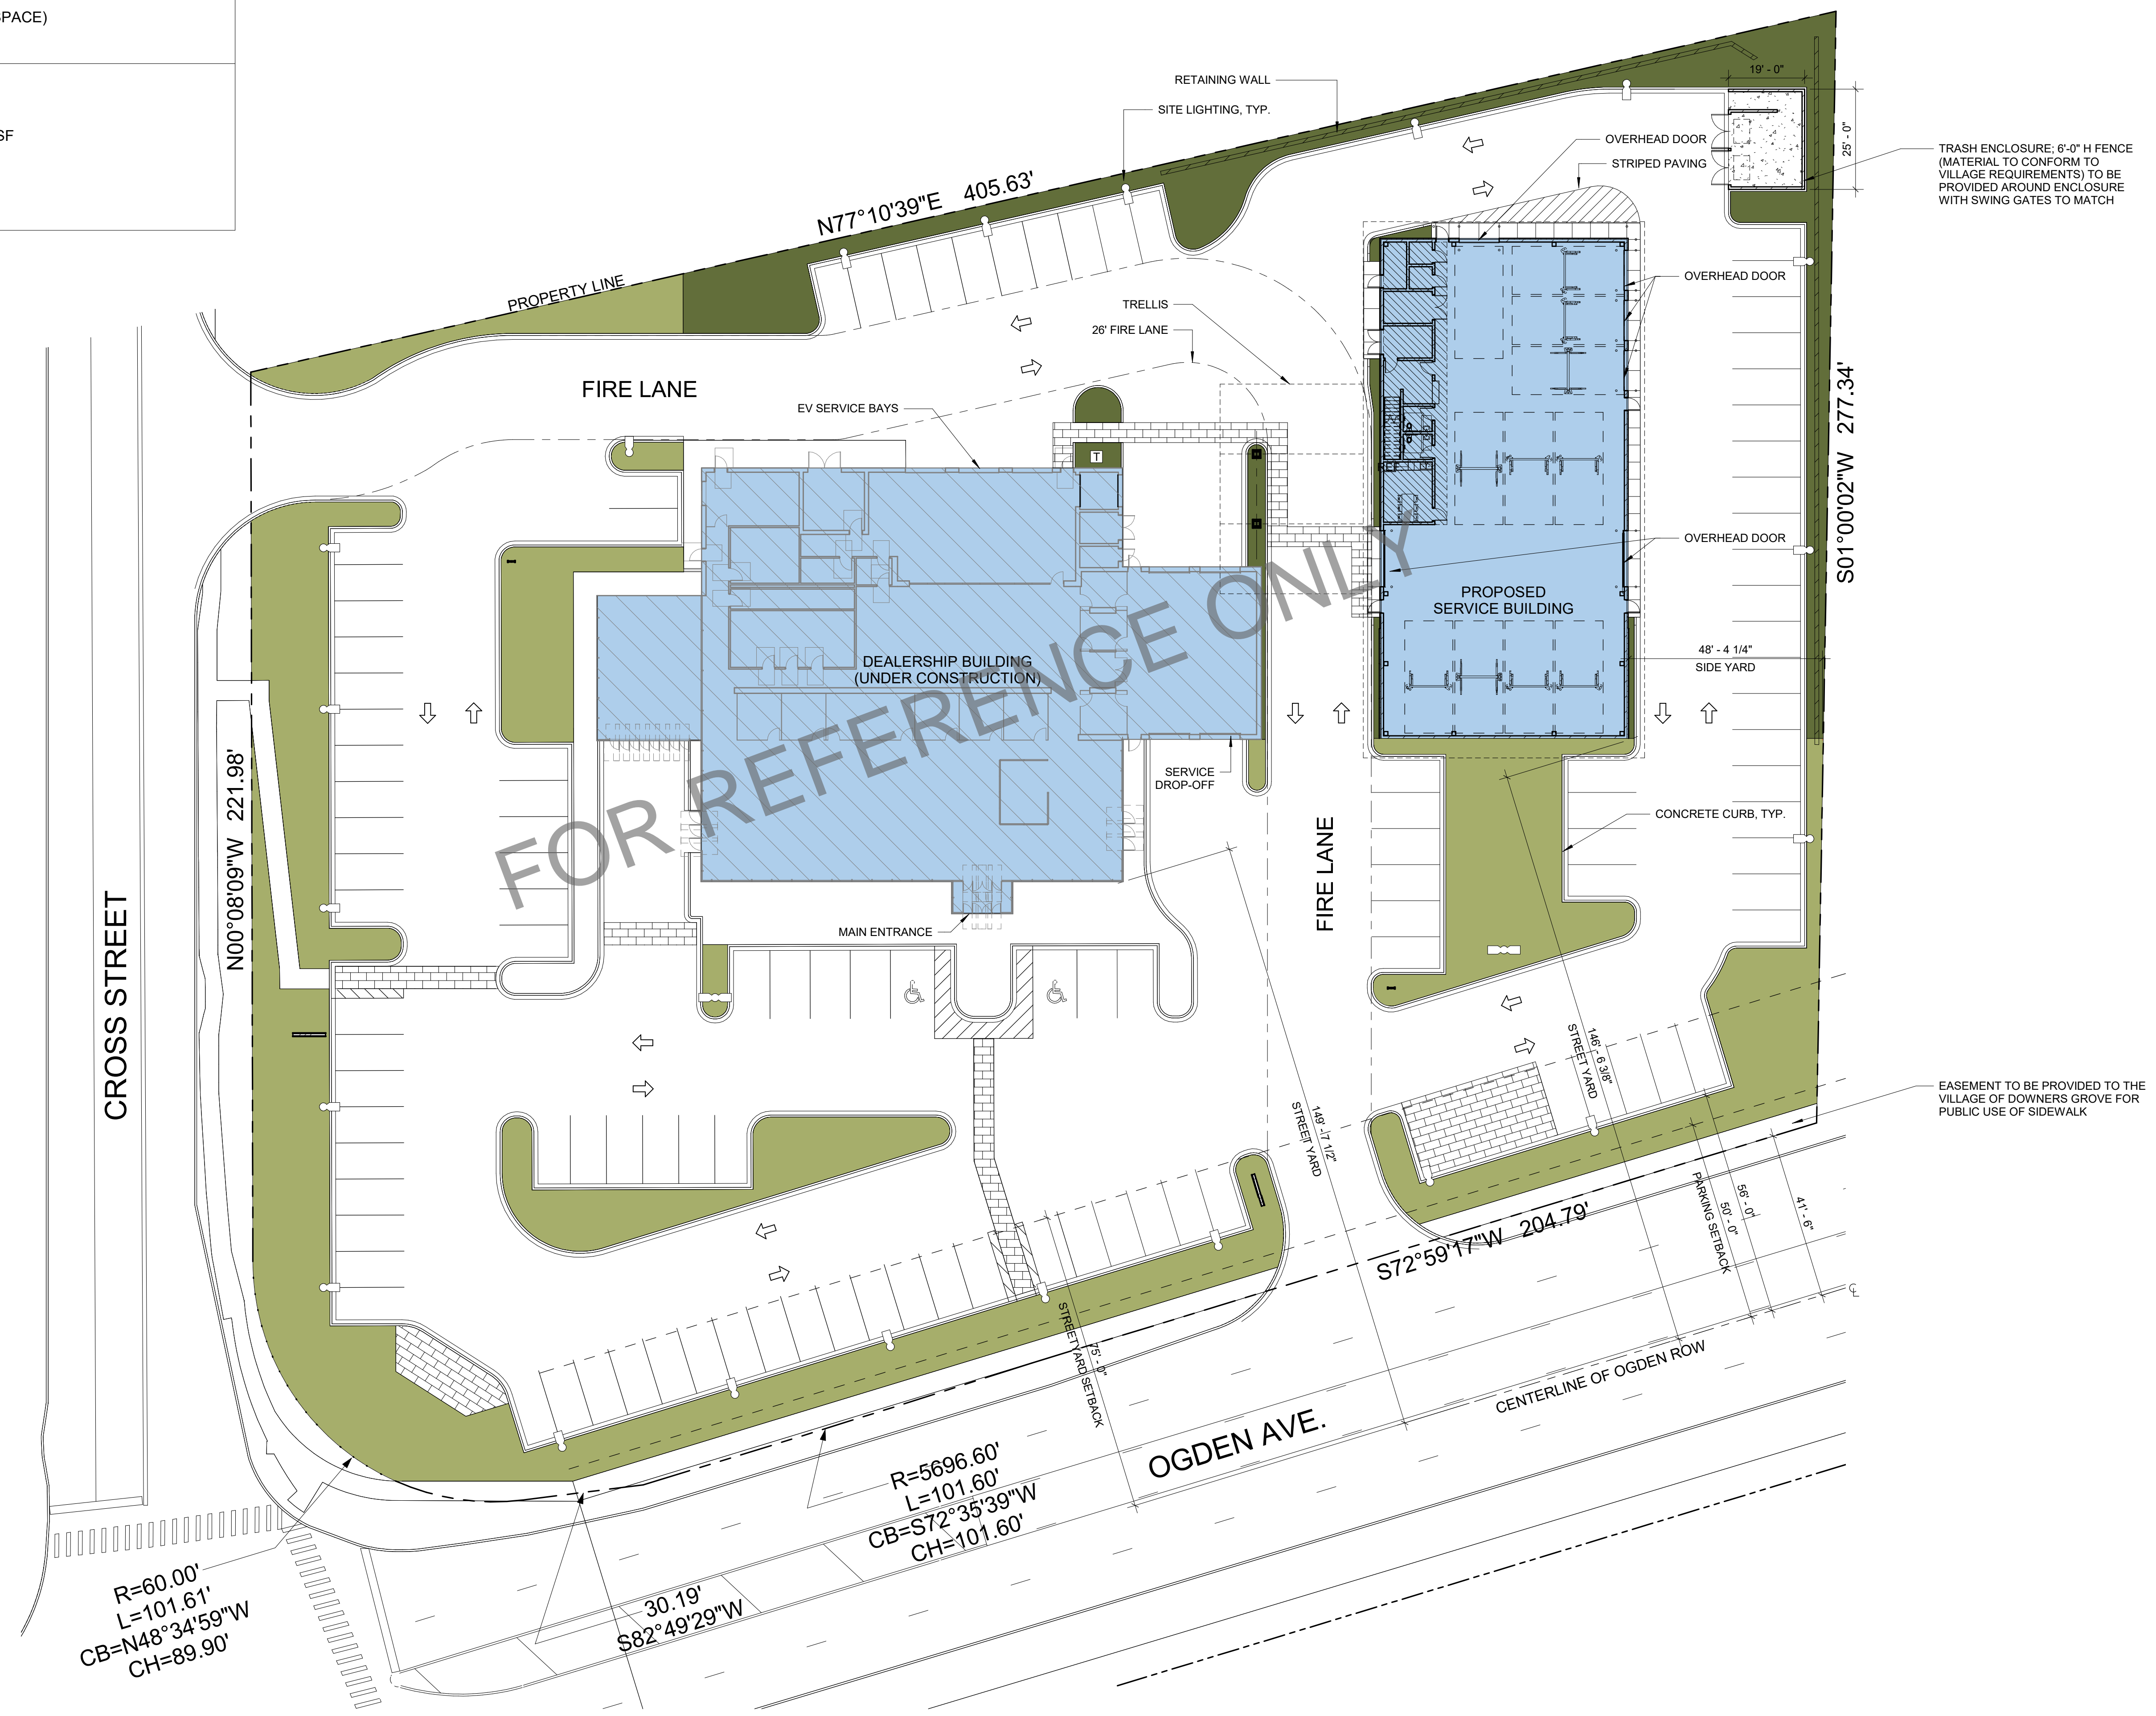 SPACE)
SF
RETAINING WALL
SITE LIGHTING, TYP.
19' - 0"
25' - 0"
OVERHEAD DOOR
STRIPED PAVING
TRASH ENCLOSURE; 6'-0" H FENCE
(MATERIAL TO CONFORM TO
VILLAGE REQUIREMENTS) TO BE
PROVIDED AROUND ENCLOSURE
WITH SWING GATES TO MATCH
N77°10'39"E 405.63'
PROPERTY LINE
OVERHEAD DOOR
TRELLIS
26' FIRE LANE
FIRE LANE
EV SERVICE BAYS
S01°00'02"W 277.34'
T
OVERHEAD DOOR
PROPOSED
SERVICE BUILDING
48' - 4 1/4"
SIDE YARD
DEALERSHIP BUILDING
(UNDER CONSTRUCTION)
FOR REFERENCE ONLY
N00°08'09"W 221.98'
SERVICE
DROP-OFF
CONCRETE CURB, TYP.
FIRE LANE
MAIN ENTRANCE
CROSS STREET
146' - 6 3/8"
STREET YARD
149' - 7 1/2"
STREET YARD
EASEMENT TO BE PROVIDED TO THE
VILLAGE OF DOWNERS GROVE FOR
PUBLIC USE OF SIDEWALK
56' - 0"
50' - 0"
PARKING SETBACK
41' - 6"
S72°59'17"W 204.79'
75' - 0"
STREET YARD SETBACK
CL
CENTERLINE OF OGDEN ROW
OGDEN AVE.
R=5696.60'
L=101.60'
CB=S72°35'39"W
CH=101.60'
R=60.00'
L=101.61'
CB=N48°34'59"W
CH=89.90'
30.19'
S82°49'29"W